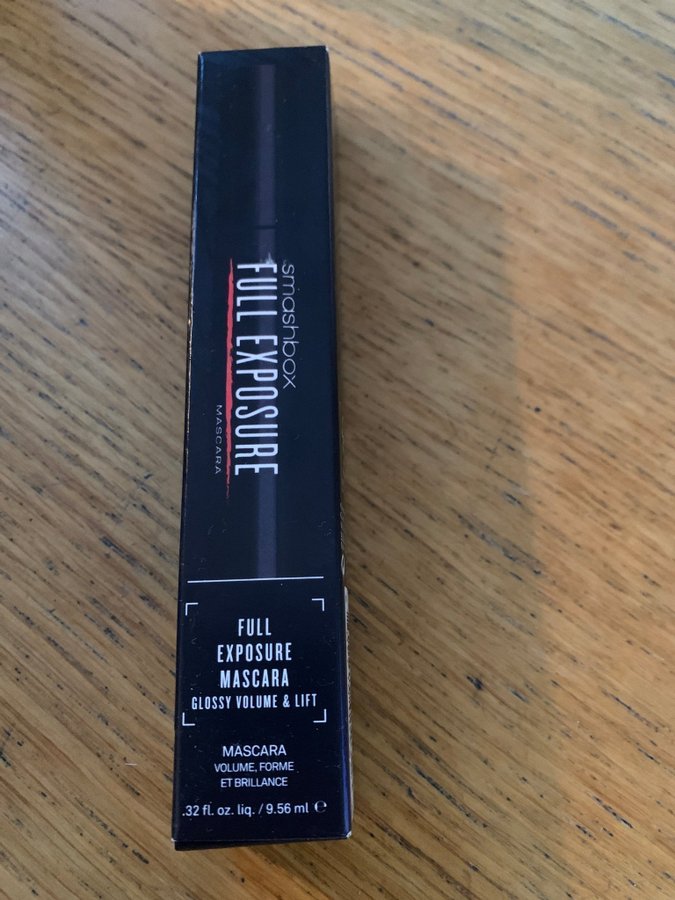 smashbox
FULL EXPOSURE
MASCARA
FULL
EXPOSURE
MASCARA
GLOSSY VOLUME & LIFT
MASCARA
VOLUME, FORME
ET BRILLANCE
.32 fl. oz. liq. / 9.56 ml ℮